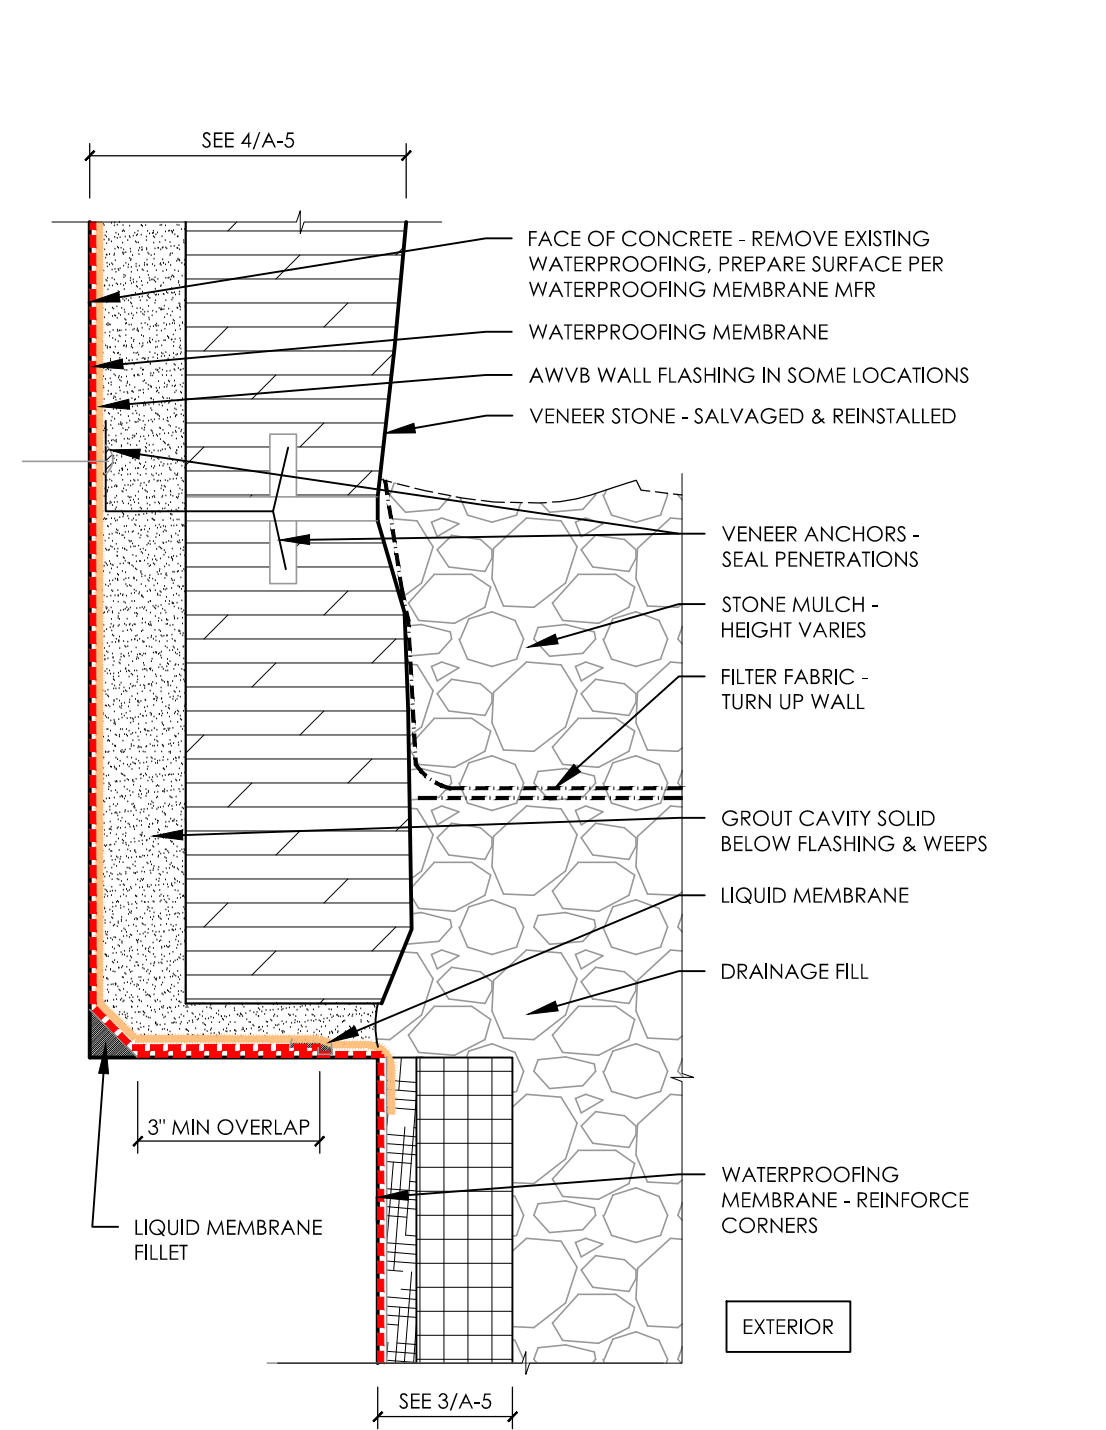 SEE 4/A-5
FACE OF CONCRETE - REMOVE EXISTING
WATERPROOFING, PREPARE SURFACE PER
WATERPROOFING MEMBRANE MFR
WATERPROOFING MEMBRANE
AWVB WALL FLASHING IN SOME LOCATIONS
VENEER STONE - SALVAGED & REINSTALLED
VENEER ANCHORS -
SEAL PENETRATIONS
STONE MULCH -
HEIGHT VARIES
FILTER FABRIC -
TURN UP WALL
GROUT CAVITY SOLID
BELOW FLASHING & WEEPS
LIQUID MEMBRANE
DRAINAGE FILL
3" MIN OVERLAP
WATERPROOFING
MEMBRANE - REINFORCE
CORNERS
LIQUID MEMBRANE
FILLET
EXTERIOR
SEE 3/A-5